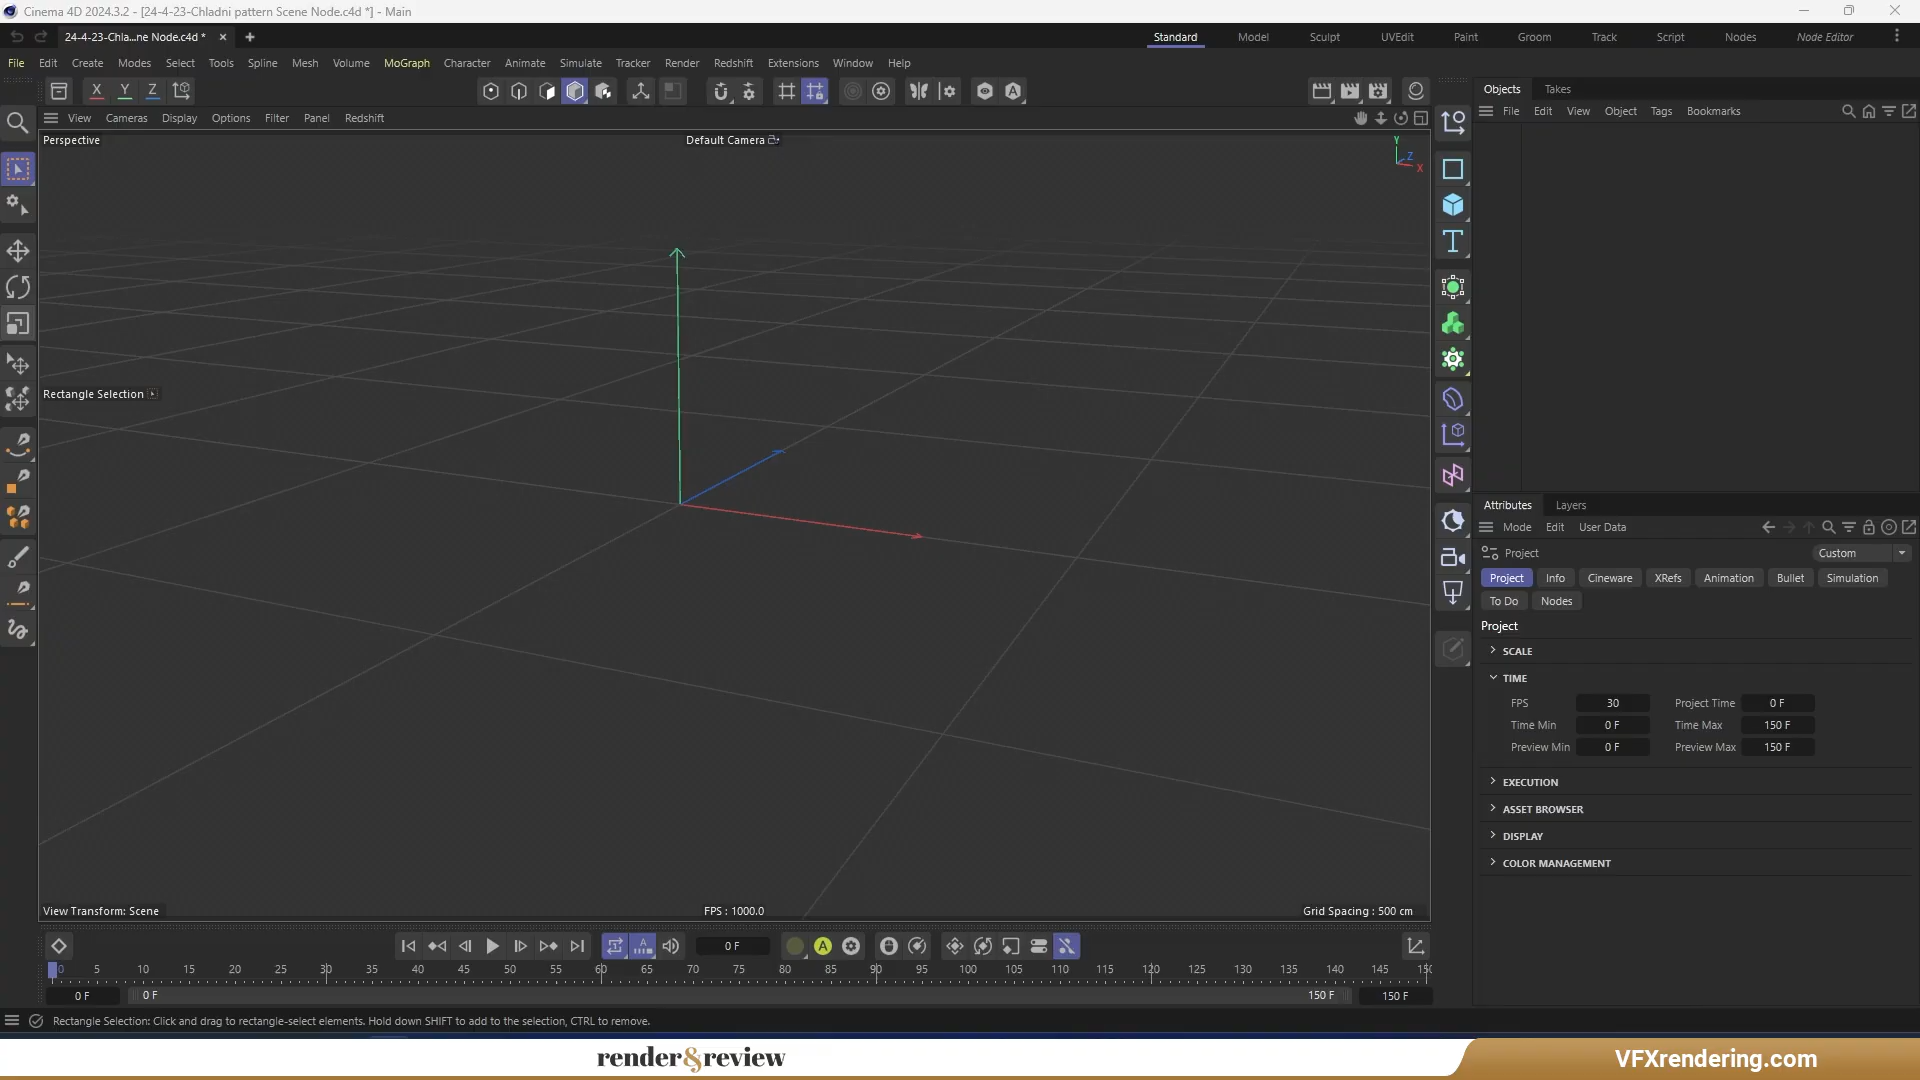 Cinema 4D 2024.3.2 - [24-4-23-Chladni pattern Scene Node.c4d *] - Main
24-4-23-Chla...ne Node.c4d *
Standard Model Sculpt UVEdit Paint Groom Track Script Nodes Node Editor
File Edit Create Modes Select Tools Spline Mesh Volume MoGraph Character Animate Simulate Tracker Render Redshift Extensions Window Help
X Y Z
Objects Takes
File Edit View Object Tags Bookmarks
View Cameras Display Options Filter Panel Redshift
Perspective
Default Camera
Y
Z
X
Rectangle Selection
Attributes Layers
Mode Edit User Data
Project
Custom
Project Info Cineware XRefs Animation Bullet Simulation
To Do Nodes
Project
SCALE
TIME
FPS 30 Project Time 0 F
Time Min 0 F Time Max 150 F
Preview Min 0 F Preview Max 150 F
EXECUTION
ASSET BROWSER
DISPLAY
COLOR MANAGEMENT
View Transform: Scene
FPS : 1000.0
Grid Spacing : 500 cm
A
0 F
A
0 5 10 15 20 25 30 35 40 45 50 55 60 65 70 75 80 85 90 95 100 105 110 115 120 125 130 135 140 145 150
0 F 0 F 150 F 150 F
Rectangle Selection: Click and drag to rectangle-select elements. Hold down SHIFT to add to the selection, CTRL to remove.
render&review
VFXrendering.com